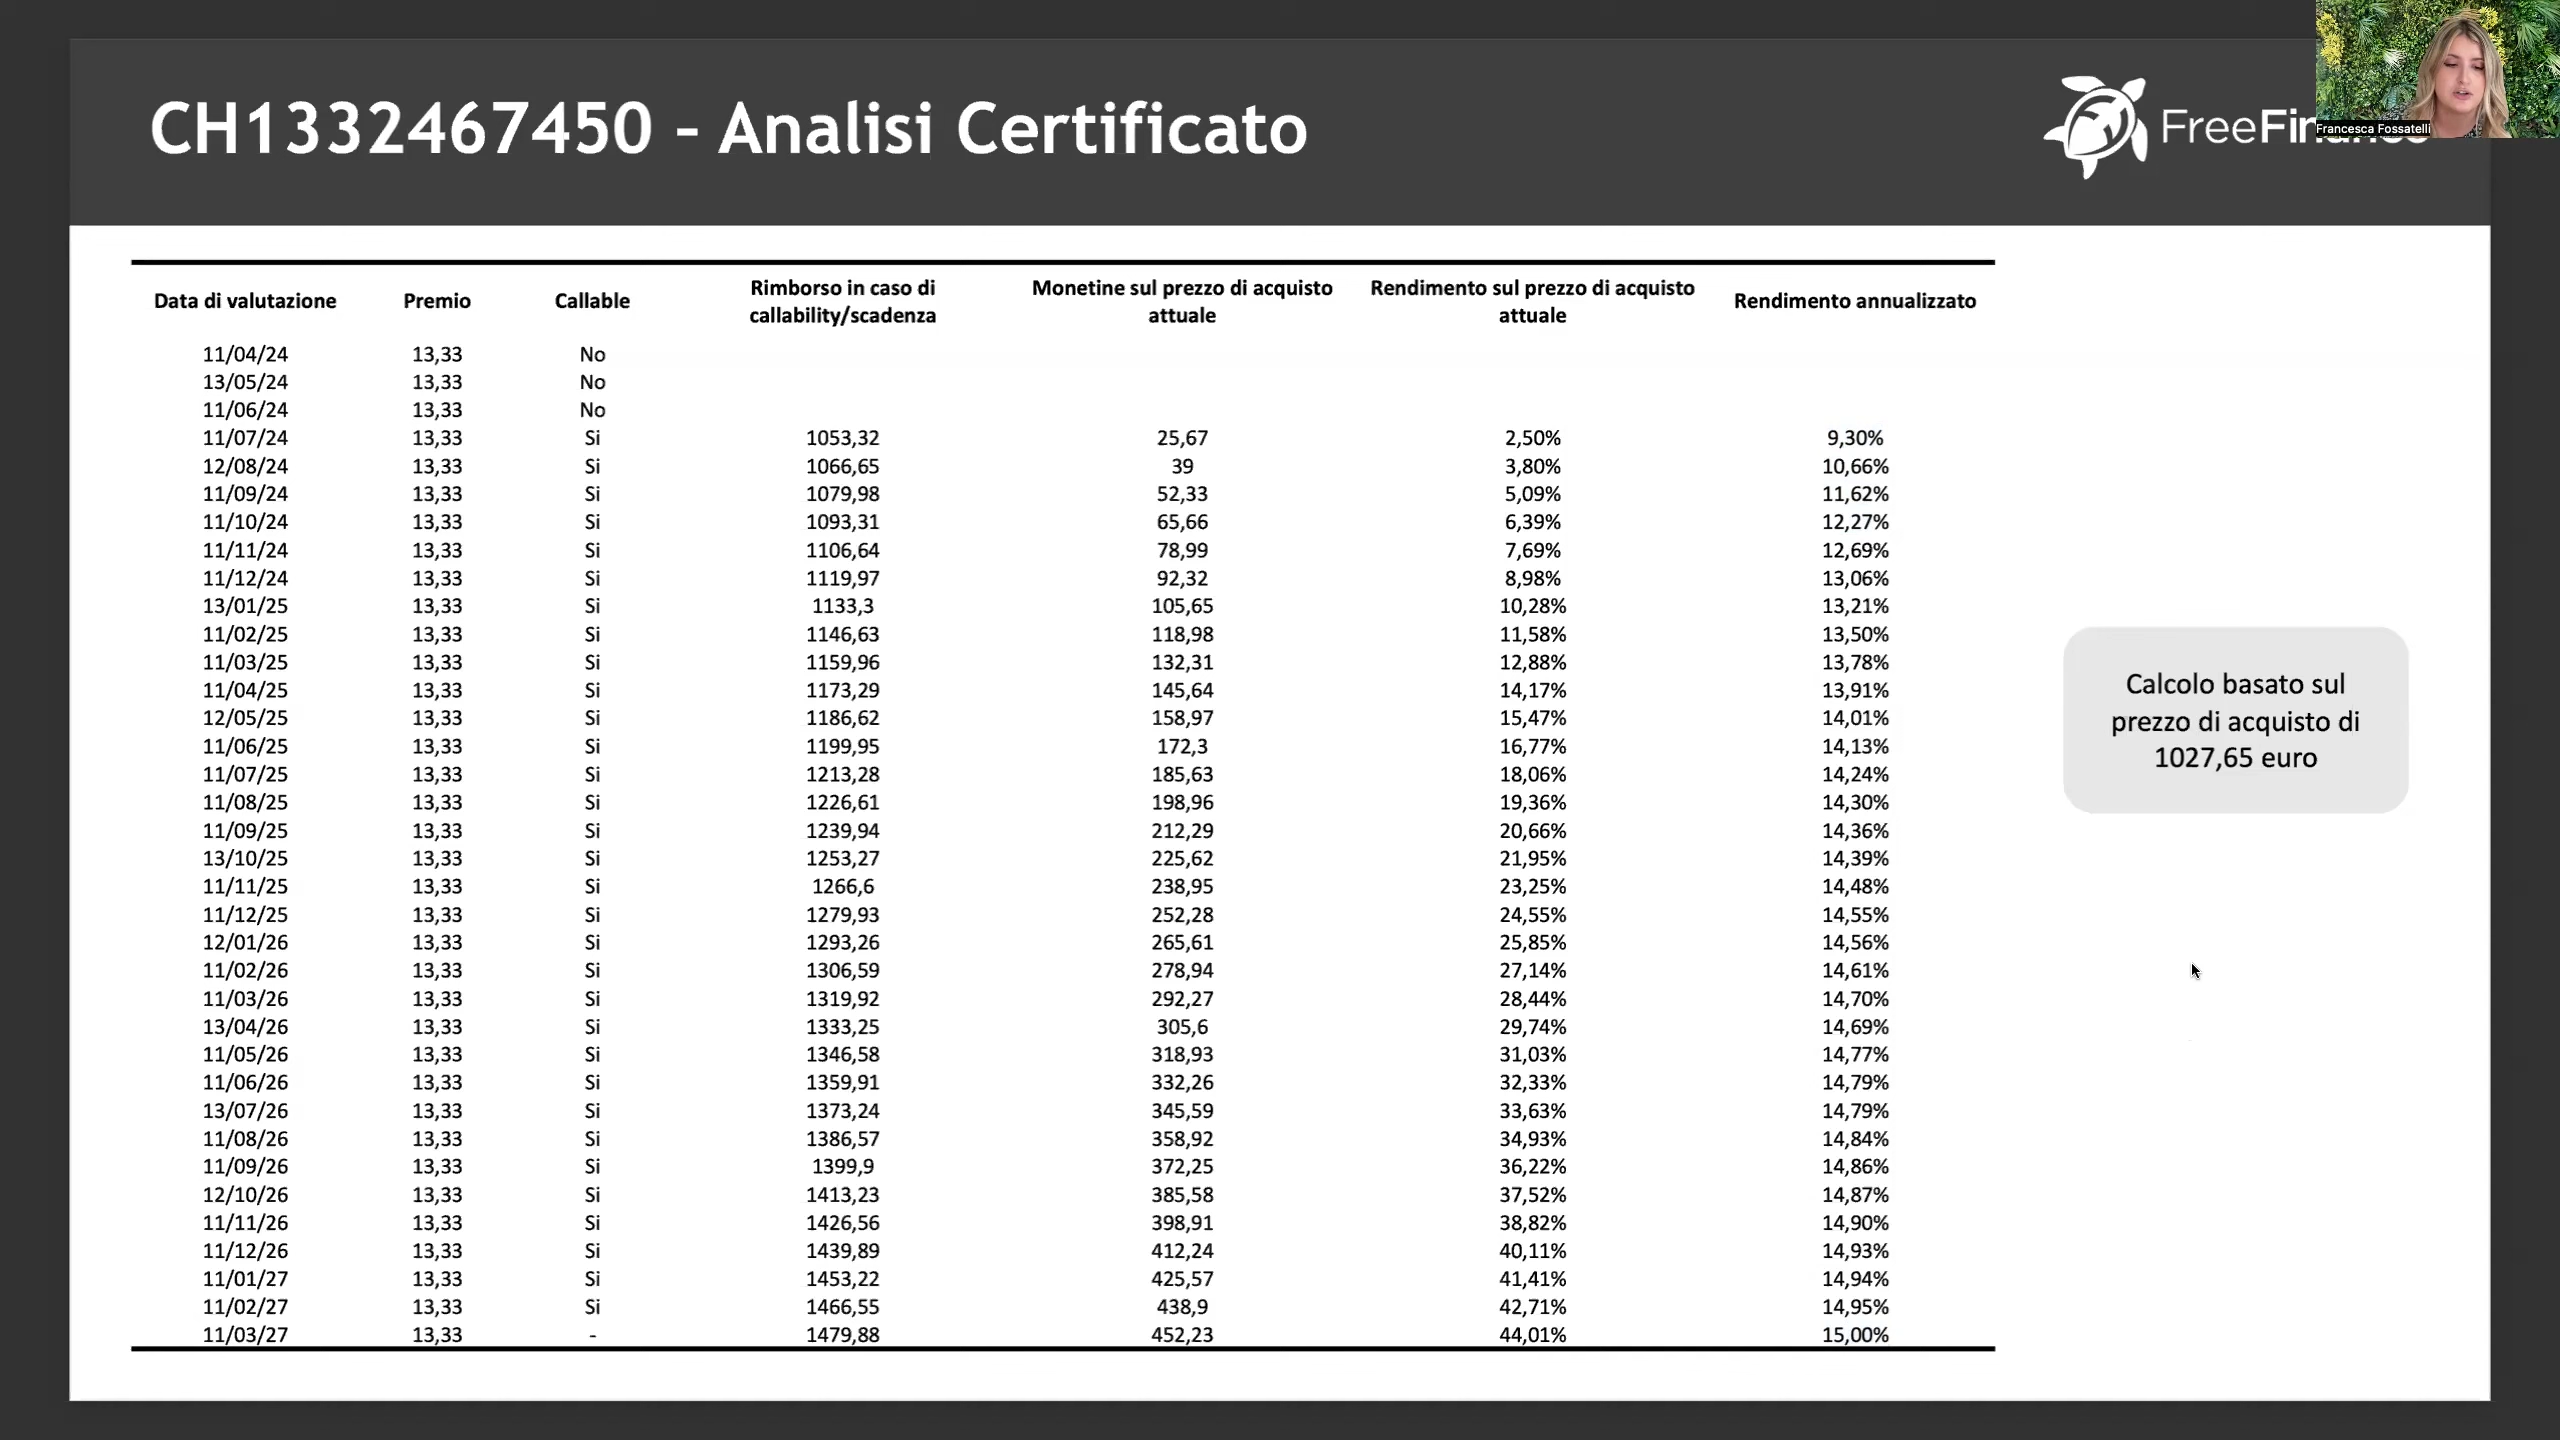 CH1332467450 - Analisi Certificato
Francesca Fossatelli
Data di valutazione Premio Callable Rimborso in caso di callability/scadenza Monetine sul prezzo di acquisto attuale Rendimento sul prezzo di acquisto attuale Rendimento annualizzato
11/04/24 13,33 No
13/05/24 13,33 No
11/06/24 13,33 No
11/07/24 13,33 Si 1053,32 25,67 2,50% 9,30%
12/08/24 13,33 Si 1066,65 39 3,80% 10,66%
11/09/24 13,33 Si 1079,98 52,33 5,09% 11,62%
11/10/24 13,33 Si 1093,31 65,66 6,39% 12,27%
11/11/24 13,33 Si 1106,64 78,99 7,69% 12,69%
11/12/24 13,33 Si 1119,97 92,32 8,98% 13,06%
13/01/25 13,33 Si 1133,3 105,65 10,28% 13,21%
11/02/25 13,33 Si 1146,63 118,98 11,58% 13,50%
11/03/25 13,33 Si 1159,96 132,31 12,88% 13,78%
11/04/25 13,33 Si 1173,29 145,64 14,17% 13,91%
12/05/25 13,33 Si 1186,62 158,97 15,47% 14,01%
11/06/25 13,33 Si 1199,95 172,3 16,77% 14,13%
11/07/25 13,33 Si 1213,28 185,63 18,06% 14,24%
11/08/25 13,33 Si 1226,61 198,96 19,36% 14,30%
11/09/25 13,33 Si 1239,94 212,29 20,66% 14,36%
13/10/25 13,33 Si 1253,27 225,62 21,95% 14,39%
11/11/25 13,33 Si 1266,6 238,95 23,25% 14,48%
11/12/25 13,33 Si 1279,93 252,28 24,55% 14,55%
12/01/26 13,33 Si 1293,26 265,61 25,85% 14,56%
11/02/26 13,33 Si 1306,59 278,94 27,14% 14,61%
11/03/26 13,33 Si 1319,92 292,27 28,44% 14,70%
13/04/26 13,33 Si 1333,25 305,6 29,74% 14,69%
11/05/26 13,33 Si 1346,58 318,93 31,03% 14,77%
11/06/26 13,33 Si 1359,91 332,26 32,33% 14,79%
13/07/26 13,33 Si 1373,24 345,59 33,63% 14,79%
11/08/26 13,33 Si 1386,57 358,92 34,93% 14,84%
11/09/26 13,33 Si 1399,9 372,25 36,22% 14,86%
12/10/26 13,33 Si 1413,23 385,58 37,52% 14,87%
11/11/26 13,33 Si 1426,56 398,91 38,82% 14,90%
11/12/26 13,33 Si 1439,89 412,24 40,11% 14,93%
11/01/27 13,33 Si 1453,22 425,57 41,41% 14,94%
11/02/27 13,33 Si 1466,55 438,9 42,71% 14,95%
11/03/27 13,33 - 1479,88 452,23 44,01% 15,00%
Calcolo basato sul
prezzo di acquisto di
1027,65 euro